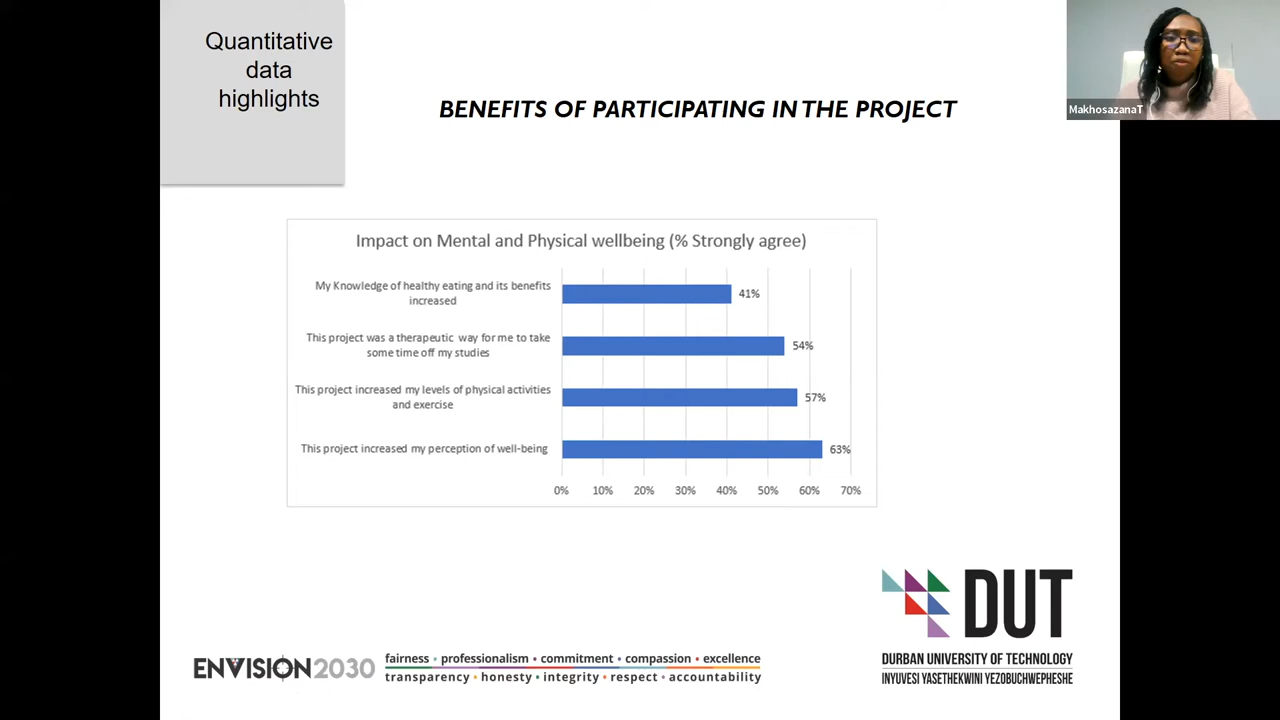 Quantitative
data
highlights
BENEFITS OF PARTICIPATING IN THE PROJECT
MakhosazanaT
Impact on Mental and Physical wellbeing (% Strongly agree)
My Knowledge of healthy eating and its benefits
increased
41%
This project was a therapeutic way for me to take
some time off my studies
54%
This project increased my levels of physical activities
and exercise
57%
This project increased my perception of well-being
63%
0% 10% 20% 30% 40% 50% 60% 70%
DUT
DURBAN UNIVERSITY OF TECHNOLOGY
INYUVESI YASETHEKWINI YEZOBUCHWEPHESHE
ENVISION2030
fairness • professionalism • commitment • compassion • excellence
transparency • honesty • integrity • respect • accountability